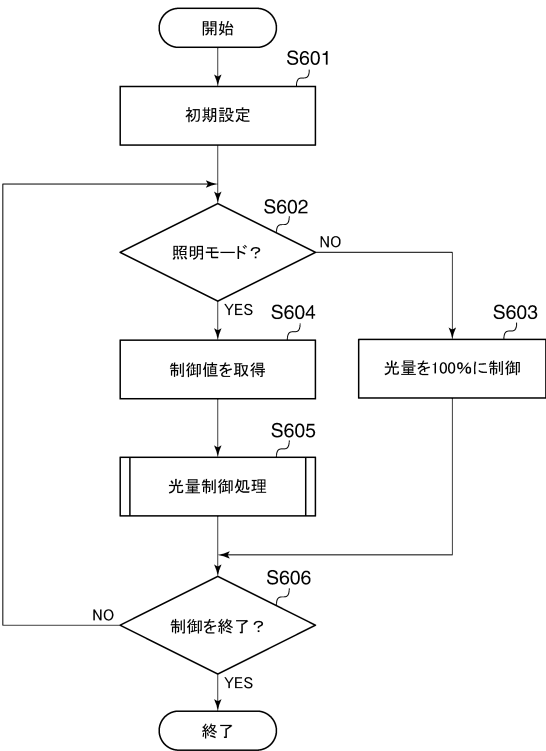 開始
S601
初期設定
S602
照明モード？
NO
YES
S604
S603
制御値を取得
光量を100%に制御
S605
光量制御処理
S606
制御を終了？
NO
YES
終了